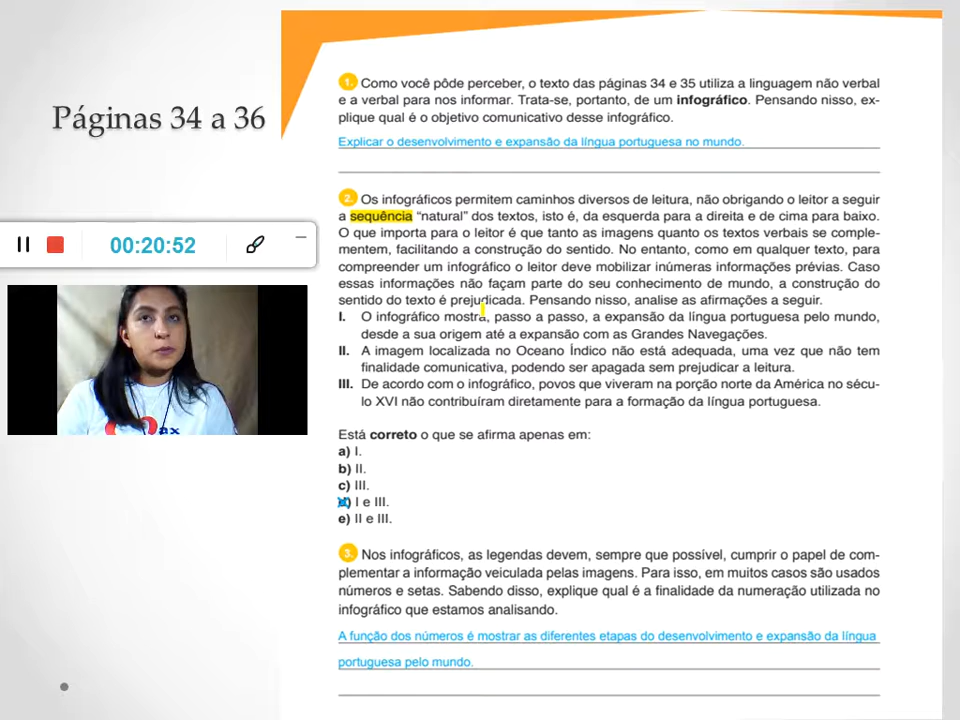 Páginas 34 a 36
00:20:52
ax
1. Como você pôde perceber, o texto das páginas 34 e 35 utiliza a linguagem não verbal
e a verbal para nos informar. Trata-se, portanto, de um infográfico. Pensando nisso, ex-
plique qual é o objetivo comunicativo desse infográfico.
Explicar o desenvolvimento e expansão da língua portuguesa no mundo.
2. Os infográficos permitem caminhos diversos de leitura, não obrigando o leitor a seguir
a sequência “natural” dos textos, isto é, da esquerda para a direita e de cima para baixo.
O que importa para o leitor é que tanto as imagens quanto os textos verbais se comple-
mentem, facilitando a construção do sentido. No entanto, como em qualquer texto, para
compreender um infográfico o leitor deve mobilizar inúmeras informações prévias. Caso
essas informações não façam parte do seu conhecimento de mundo, a construção do
sentido do texto é prejudicada. Pensando nisso, analise as afirmações a seguir.
I. O infográfico mostra, passo a passo, a expansão da língua portuguesa pelo mundo,
desde a sua origem até a expansão com as Grandes Navegações.
II. A imagem localizada no Oceano Índico não está adequada, uma vez que não tem
finalidade comunicativa, podendo ser apagada sem prejudicar a leitura.
III. De acordo com o infográfico, povos que viveram na porção norte da América no sécu-
lo XVI não contribuíram diretamente para a formação da língua portuguesa.
Está correto o que se afirma apenas em:
a) I.
b) II.
c) III.
d) I e III.
e) II e III.
3. Nos infográficos, as legendas devem, sempre que possível, cumprir o papel de com-
plementar a informação veiculada pelas imagens. Para isso, em muitos casos são usados
números e setas. Sabendo disso, explique qual é a finalidade da numeração utilizada no
infográfico que estamos analisando.
A função dos números é mostrar as diferentes etapas do desenvolvimento e expansão da língua
portuguesa pelo mundo.